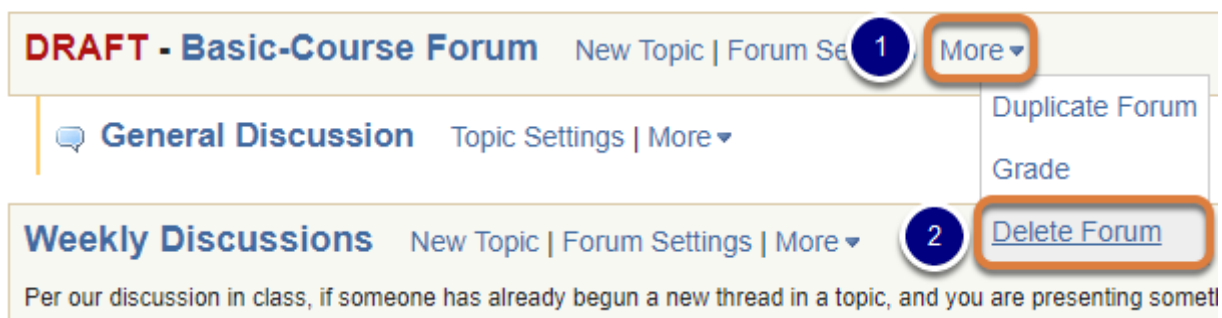 DRAFT - Basic-Course Forum New Topic | Forum Se 1 More
Duplicate Forum
General Discussion Topic Settings | More
Grade
Weekly Discussions New Topic | Forum Settings | More 2 Delete Forum
Per our discussion in class, if someone has already begun a new thread in a topic, and you are presenting somet